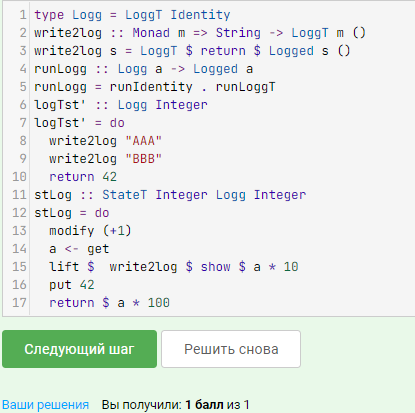 1 type Logg = LoggT Identity
2 write2log :: Monad m => String -> LoggT m ()
3 write2log s = LoggT $ return $ Logged s ()
4 runLogg :: Logg a -> Logged a
5 runLogg = runIdentity . runLoggT
6 logTst' :: Logg Integer
7 logTst' = do
8   write2log "AAA"
9   write2log "BBB"
10   return 42
11 stLog :: StateT Integer Logg Integer
12 stLog = do
13   modify (+1)
14   a <- get
15   lift $  write2log $ show $ a * 10
16   put 42
17   return $ a * 100
Следующий шаг Решить снова
Ваши решения Вы получили: 1 балл из 1